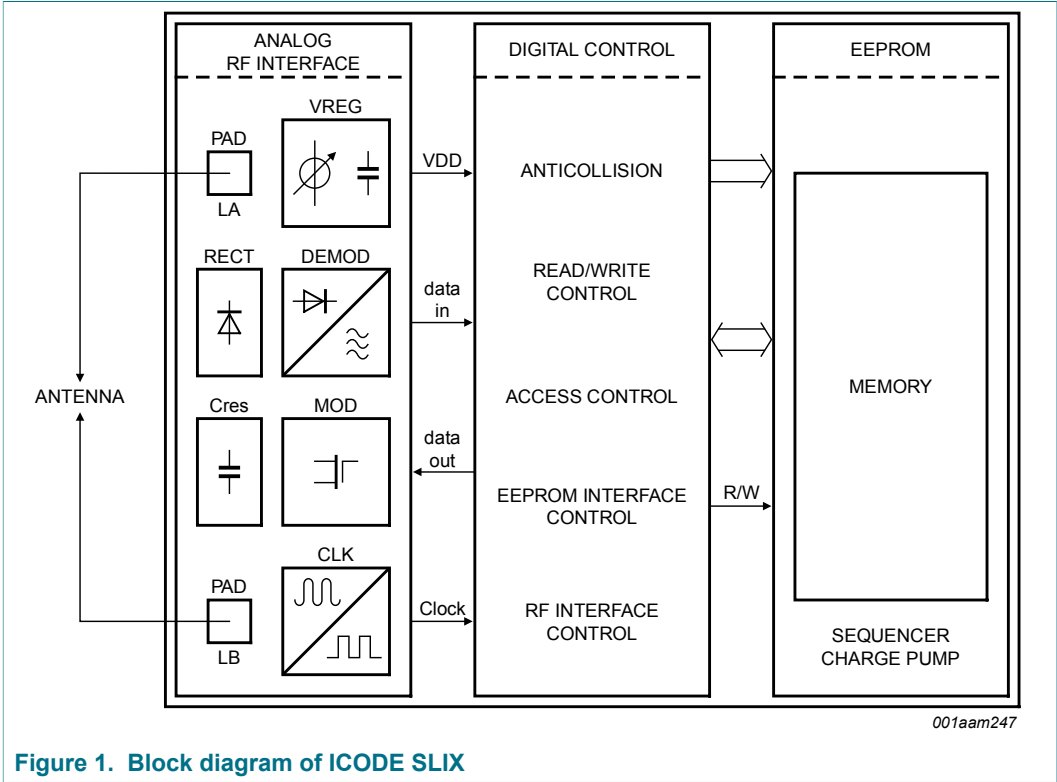 ANALOG
RF INTERFACE
VREG
PAD
LA
RECT
DEMOD
ANTENNA
Cres
MOD
CLK
PAD
LB
VDD
data
in
data
out
Clock
DIGITAL CONTROL
ANTICOLLISION
READ/WRITE
CONTROL
ACCESS CONTROL
EEPROM INTERFACE
CONTROL
RF INTERFACE
CONTROL
R/W
EEPROM
MEMORY
SEQUENCER
CHARGE PUMP
001aam247
Figure 1. Block diagram of ICODE SLIX